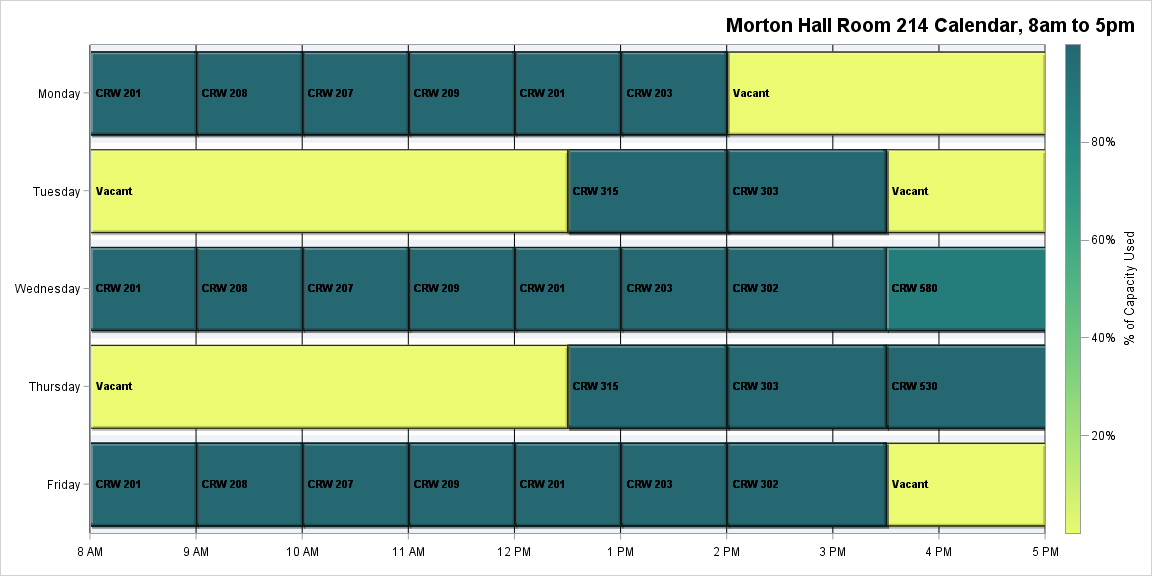 Morton Hall Room 214 Calendar, 8am to 5pm
Monday
CRW 201 CRW 208 CRW 207 CRW 209 CRW 201 CRW 203 Vacant
Tuesday
Vacant CRW 315 CRW 303 Vacant
Wednesday
CRW 201 CRW 208 CRW 207 CRW 209 CRW 201 CRW 203 CRW 302 CRW 580
Thursday
Vacant CRW 315 CRW 303 CRW 530
Friday
CRW 201 CRW 208 CRW 207 CRW 209 CRW 201 CRW 203 CRW 302 Vacant
8 AM 9 AM 10 AM 11 AM 12 PM 1 PM 2 PM 3 PM 4 PM 5 PM
80%
60%
40%
20%
% of Capacity Used